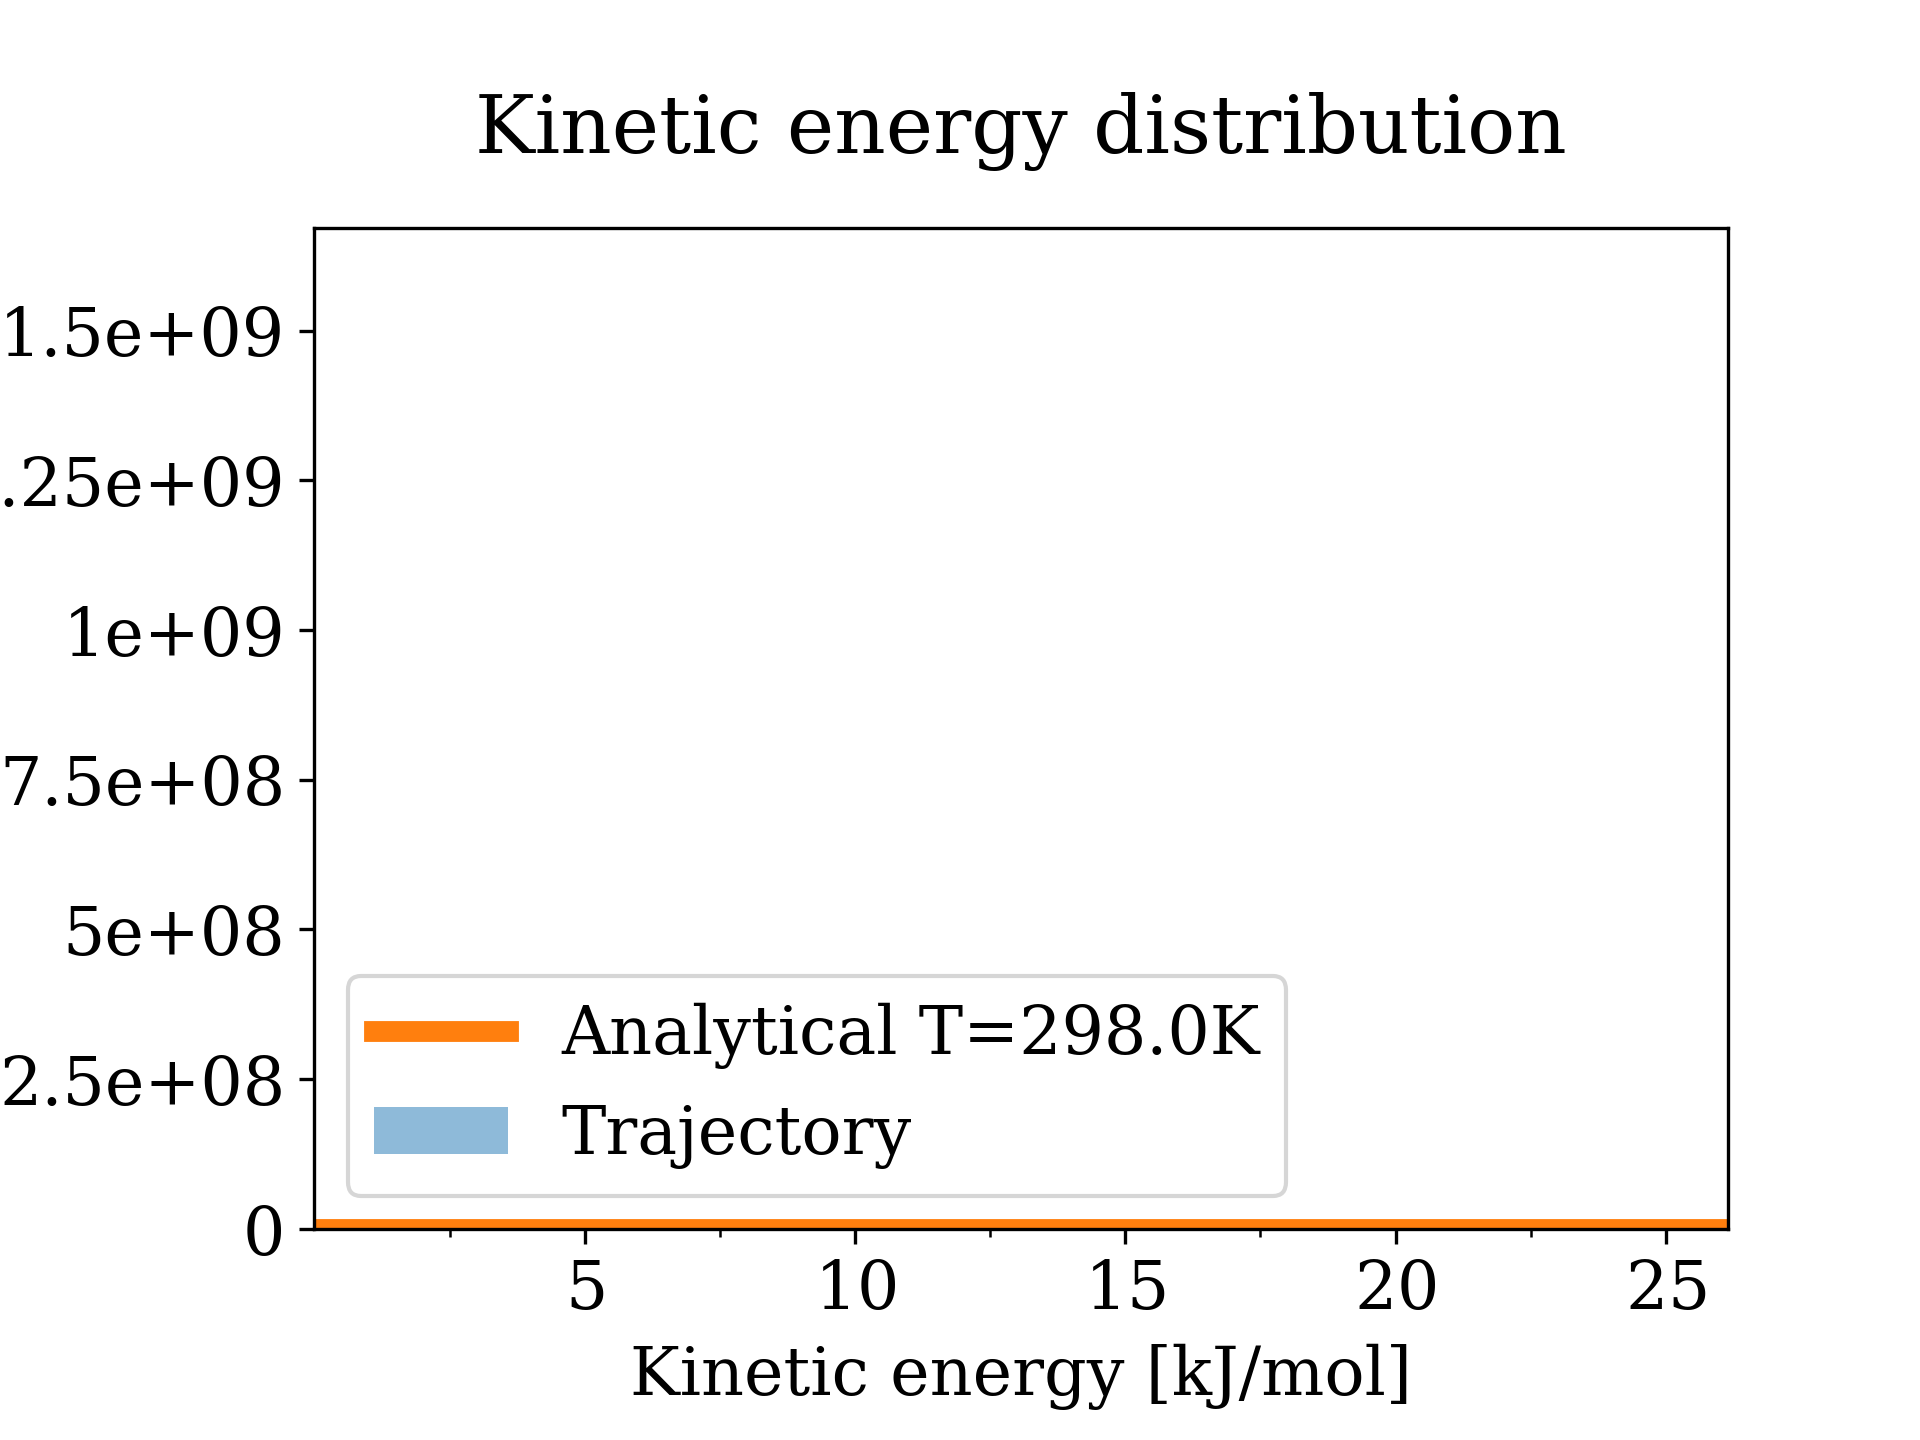 Kinetic energy distribution
1.5e+09
.25e+09
1e+09
7.5e+08
5e+08
2.5e+08
0
Analytical T=298.0K
Trajectory
5 10 15 20 25
Kinetic energy [kJ/mol]